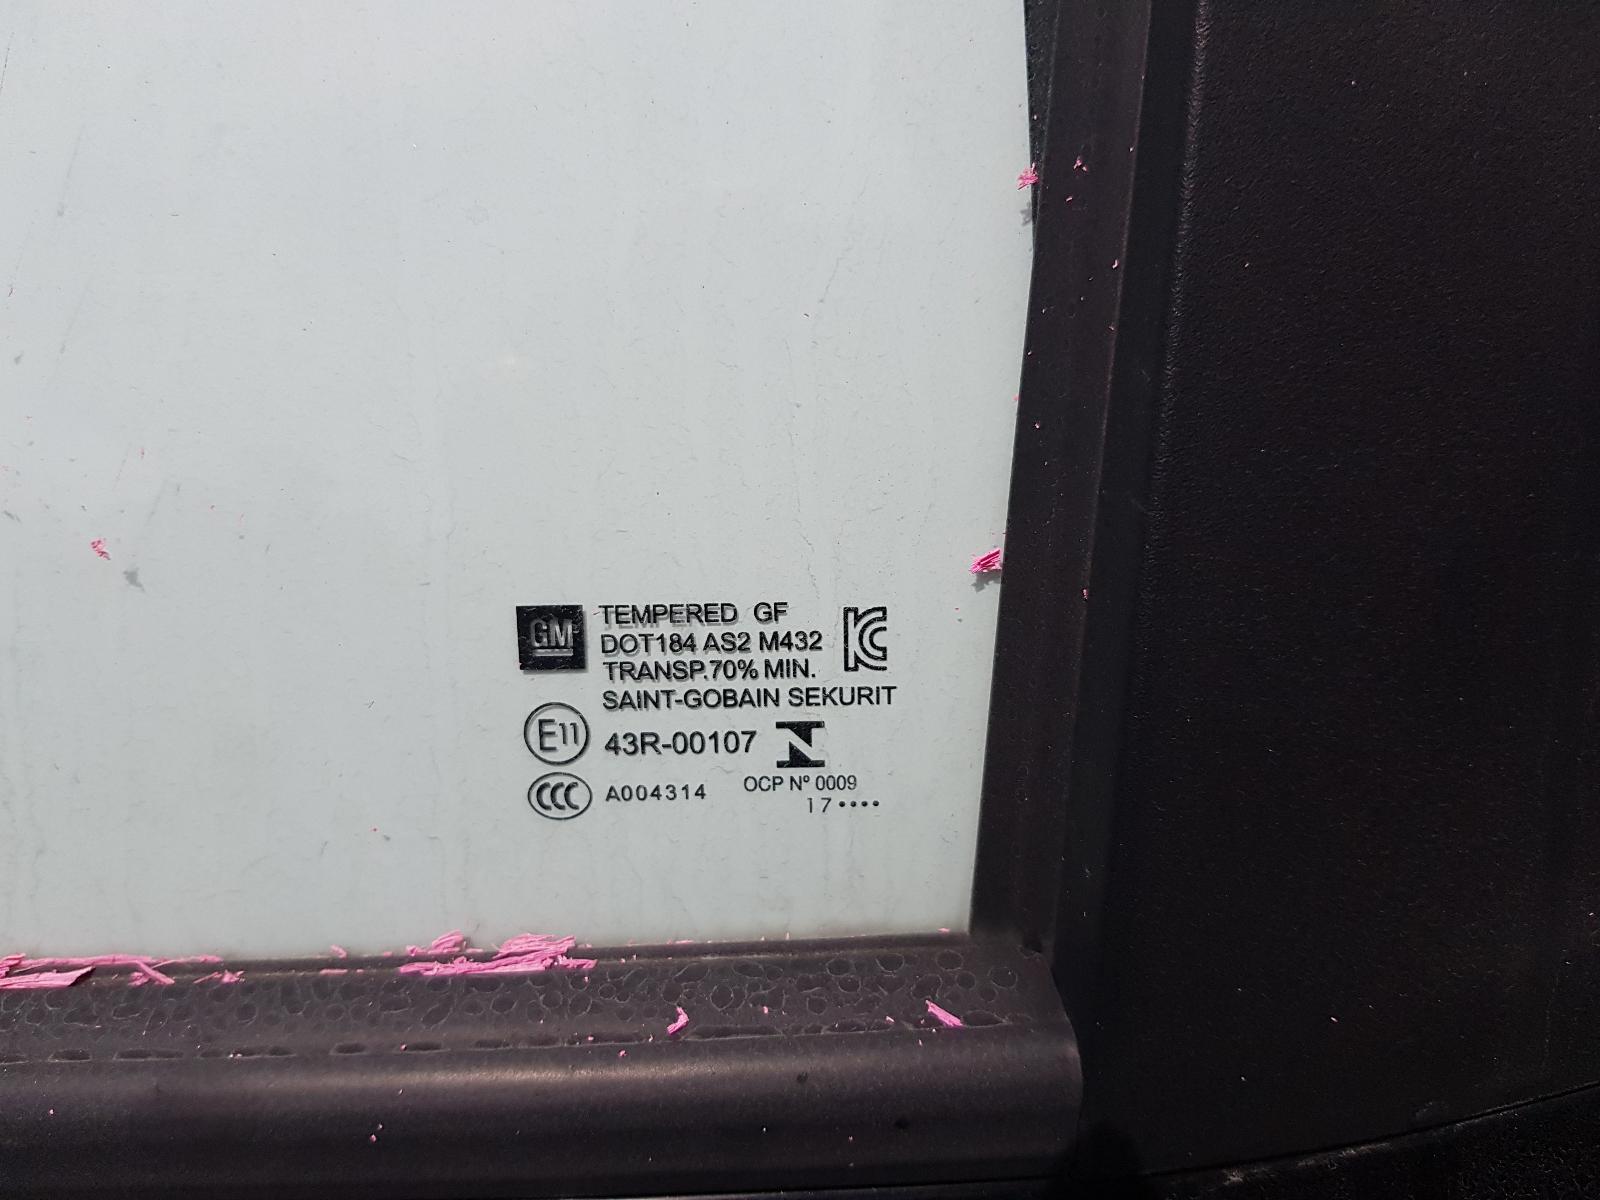 GM TEMPERED GF
DOT184 AS2 M432
TRANSP.70% MIN.
KC
SAINT-GOBAIN SEKURIT
E11 43R-00107 N
CCC A004314 OCP Nº 0009
17••••